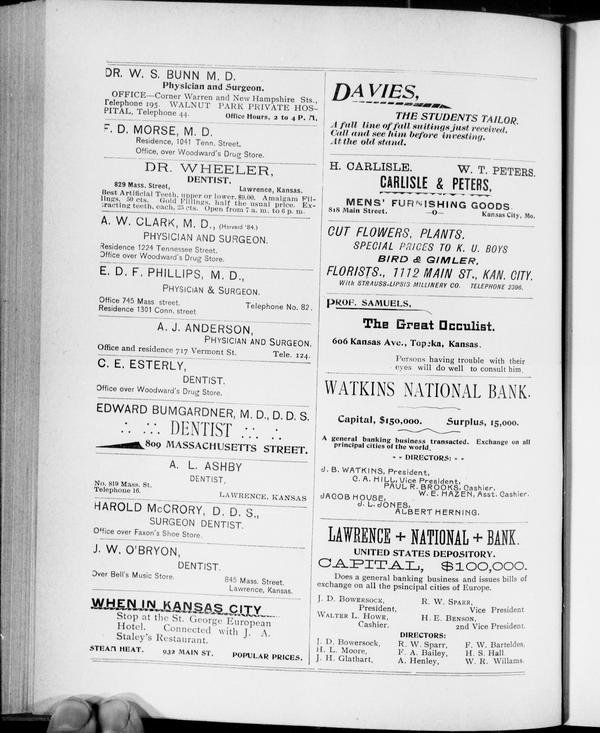 DR. W. S. BUNN M. D.
Physician and Surgeon.
OFFICE—Corner Warren and New Hampshire Sts.,
Telephone 195. WALNUT PARK PRIVATE HOS-
PITAL, Telephone 44. Office Hours, 2 to 4 P. M.
F. D. MORSE, M. D.
Residence, 1041 Tenn. Street.
Office, over Woodward's Drug Store.
DR. WHEELER,
DENTIST.
829 Mass. Street, Lawrence, Kansas.
Best Artificial Teeth, upper or lower, $9.00. Amalgam Fil-
lings, 50 cts. Gold Fillings, half the usual price. Ex-
tracting teeth, each, 25 cts. Open from 7 a. m. to 6 p. m.
A. W. CLARK, M. D., (Harvard '84.)
PHYSICIAN AND SURGEON.
Residence 1224 Tennessee Street.
Office over Woodward's Drug Store.
E. D. F. PHILLIPS, M. D.,
PHYSICIAN & SURGEON.
Office 745 Mass. street. Telephone No. 82.
Residence 1301 Conn. street
A. J. ANDERSON,
PHYSICIAN AND SURGEON.
Office and residence 717 Vermont St. Tele. 124.
C. E. ESTERLY,
DENTIST.
Office over Woodward's Drug Store.
EDWARD BUMGARDNER, M. D., D. D. S.
DENTIST
809 MASSACHUSETTS STREET.
A. L. ASHBY
DENTIST,
No. 819 Mass. St.
Telephone 16. LAWRENCE, KANSAS
HAROLD McCRORY, D. D. S.,
SURGEON DENTIST.
Office over Faxon's Shoe Store.
J. W. O'BRYON,
DENTIST.
Over Bell's Music Store. 845 Mass. Street.
Lawrence, Kansas.
WHEN IN KANSAS CITY
Stop at the St. George European
Hotel. Connected with J. A.
Staley's Restaurant.
STEAM HEAT. 932 MAIN ST. POPULAR PRICES.
DAVIES,
THE STUDENTS TAILOR.
A full line of fall suitings just received.
Call and see him before investing.
At the old stand.
H. CARLISLE. W. T. PETERS.
CARLISLE & PETERS,
MENS' FURNISHING GOODS.
818 Main Street. —o— Kansas City, Mo.
CUT FLOWERS, PLANTS.
SPECIAL PRICES TO K. U. BOYS
BIRD & GIMLER,
FLORISTS., 1112 MAIN ST., KAN. CITY.
With STRAUSS-LIPSIS MILLINERY CO. TELEPHONE 2396.
PROF. SAMUELS,
The Great Occulist.
606 Kansas Ave., Topeka, Kansas.
Persons having trouble with their
eyes will do well to consult him.
WATKINS NATIONAL BANK.
Capital, $150,000. Surplus, 15,000.
A general banking business transacted. Exchange on all
principal cities of the world.
- - DIRECTORS: - -
J. B. WATKINS, President,
C. A. HILL, Vice President,
PAUL R. BROOKS, Cashier,
W. E. HAZEN, Asst. Cashier.
JACOB HOUSE,
J. L. JONES,
ALBERT HERNING.
LAWRENCE + NATIONAL + BANK.
UNITED STATES DEPOSITORY.
CAPITAL, $100,000.
Does a general banking business and issues bills of
exchange on all the psincipal cities of Europe.
J. D. BOWERSOCK, R. W. SPARR,
President, Vice President.
WALTER L. HOWE, H. E. BENSON,
Cashier. 2nd Vice President.
DIRECTORS:
J. D. Bowersock, R. W. Sparr, F. W. Barteldes,
H. L. Moore, F. A. Bailey, H. S. Hall.
J. H. Glathart, A. Henley, W. R. Willams.